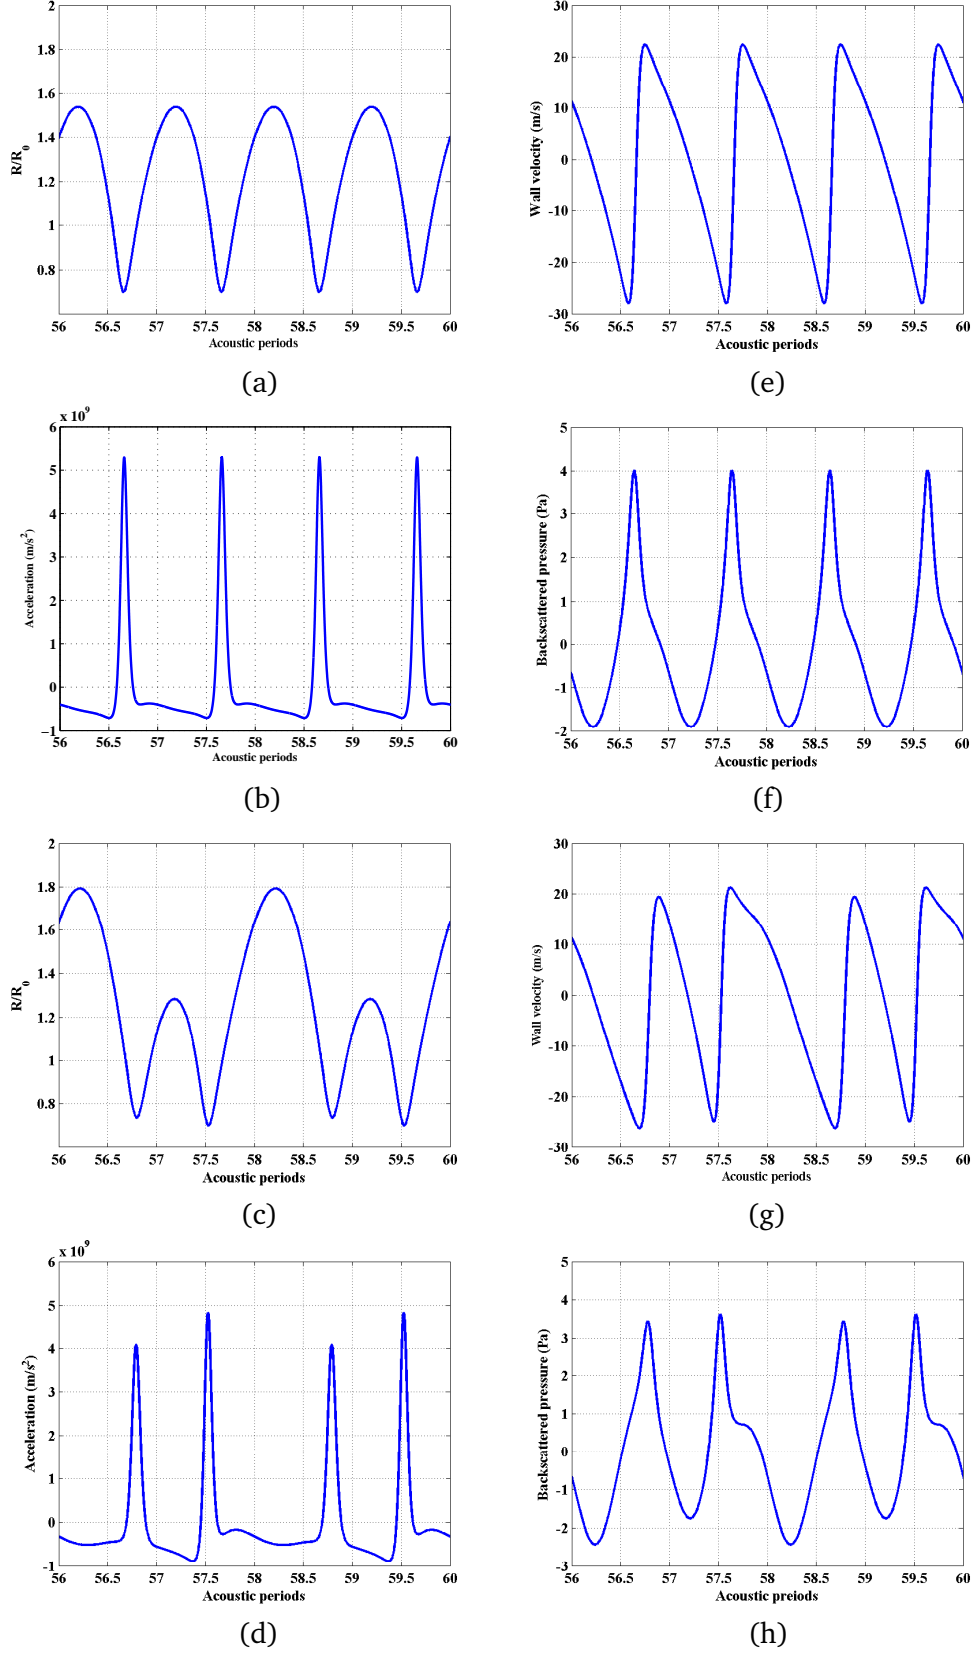 2
1.8
1.6
1.4
1.2
1
0.8
R/R0
56 56.5 57 57.5 58 58.5 59 59.5 60
Acoustic periods
(a)
30
20
10
0
-10
-20
-30
Wall velocity (m/s)
56 56.5 57 57.5 58 58.5 59 59.5 60
Acoustic periods
(e)
x 10^9
6
5
4
3
2
1
0
−1
Acceleration (m/s^2)
56 56.5 57 57.5 58 58.5 59 59.5 60
Acoustic periods
(b)
5
4
3
2
1
0
-1
-2
Backscattered pressure (Pa)
56 56.5 57 57.5 58 58.5 59 59.5 60
Acoustic periods
(f)
2
1.8
1.6
1.4
1.2
1
0.8
R/R0
56 56.5 57 57.5 58 58.5 59 59.5 60
Acoustic periods
(c)
30
20
10
0
-10
-20
-30
Wall velocity (m/s)
56 56.5 57 57.5 58 58.5 59 59.5 60
Acoustic periods
(g)
x 10^9
6
5
4
3
2
1
0
-1
Acceleration (m/s^2)
56 56.5 57 57.5 58 58.5 59 59.5 60
Acoustic periods
(d)
5
4
3
2
1
0
-1
-2
-3
Backscattered pressure (Pa)
56 56.5 57 57.5 58 58.5 59 59.5 60
Acoustic preiods
(h)